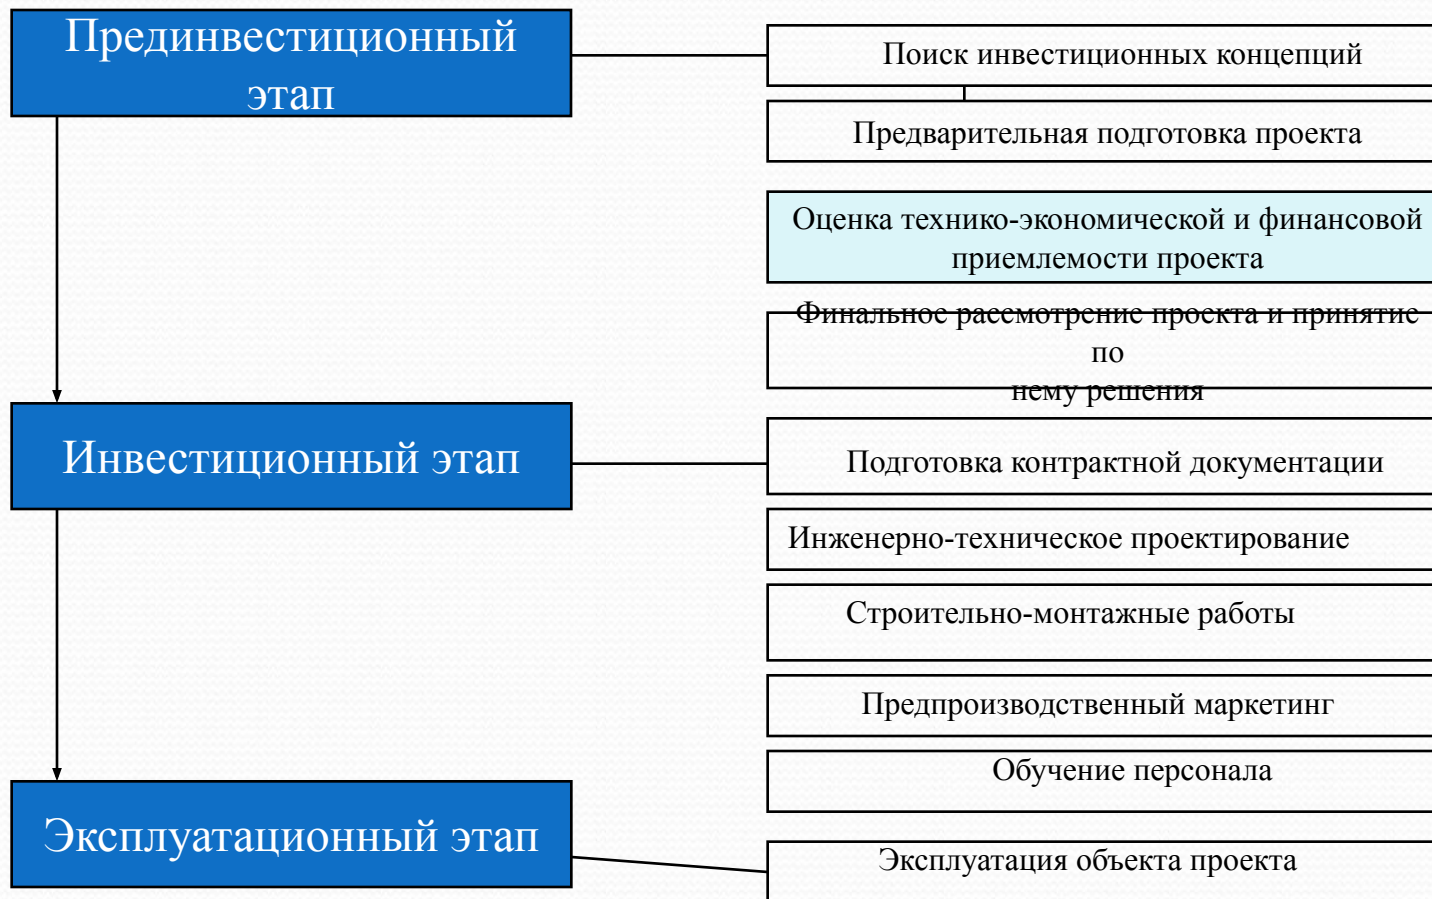 Прединвестиционный
этап
Поиск инвестиционных концепций
Предварительная подготовка проекта
Оценка технико-экономической и финансовой
приемлемости проекта
Финальное рассмотрение проекта и принятие
по
нему решения
Инвестиционный этап
Подготовка контрактной документации
Инженерно-техническое проектирование
Строительно-монтажные работы
Предпроизводственный маркетинг
Обучение персонала
Эксплуатационный этап
Эксплуатация объекта проекта